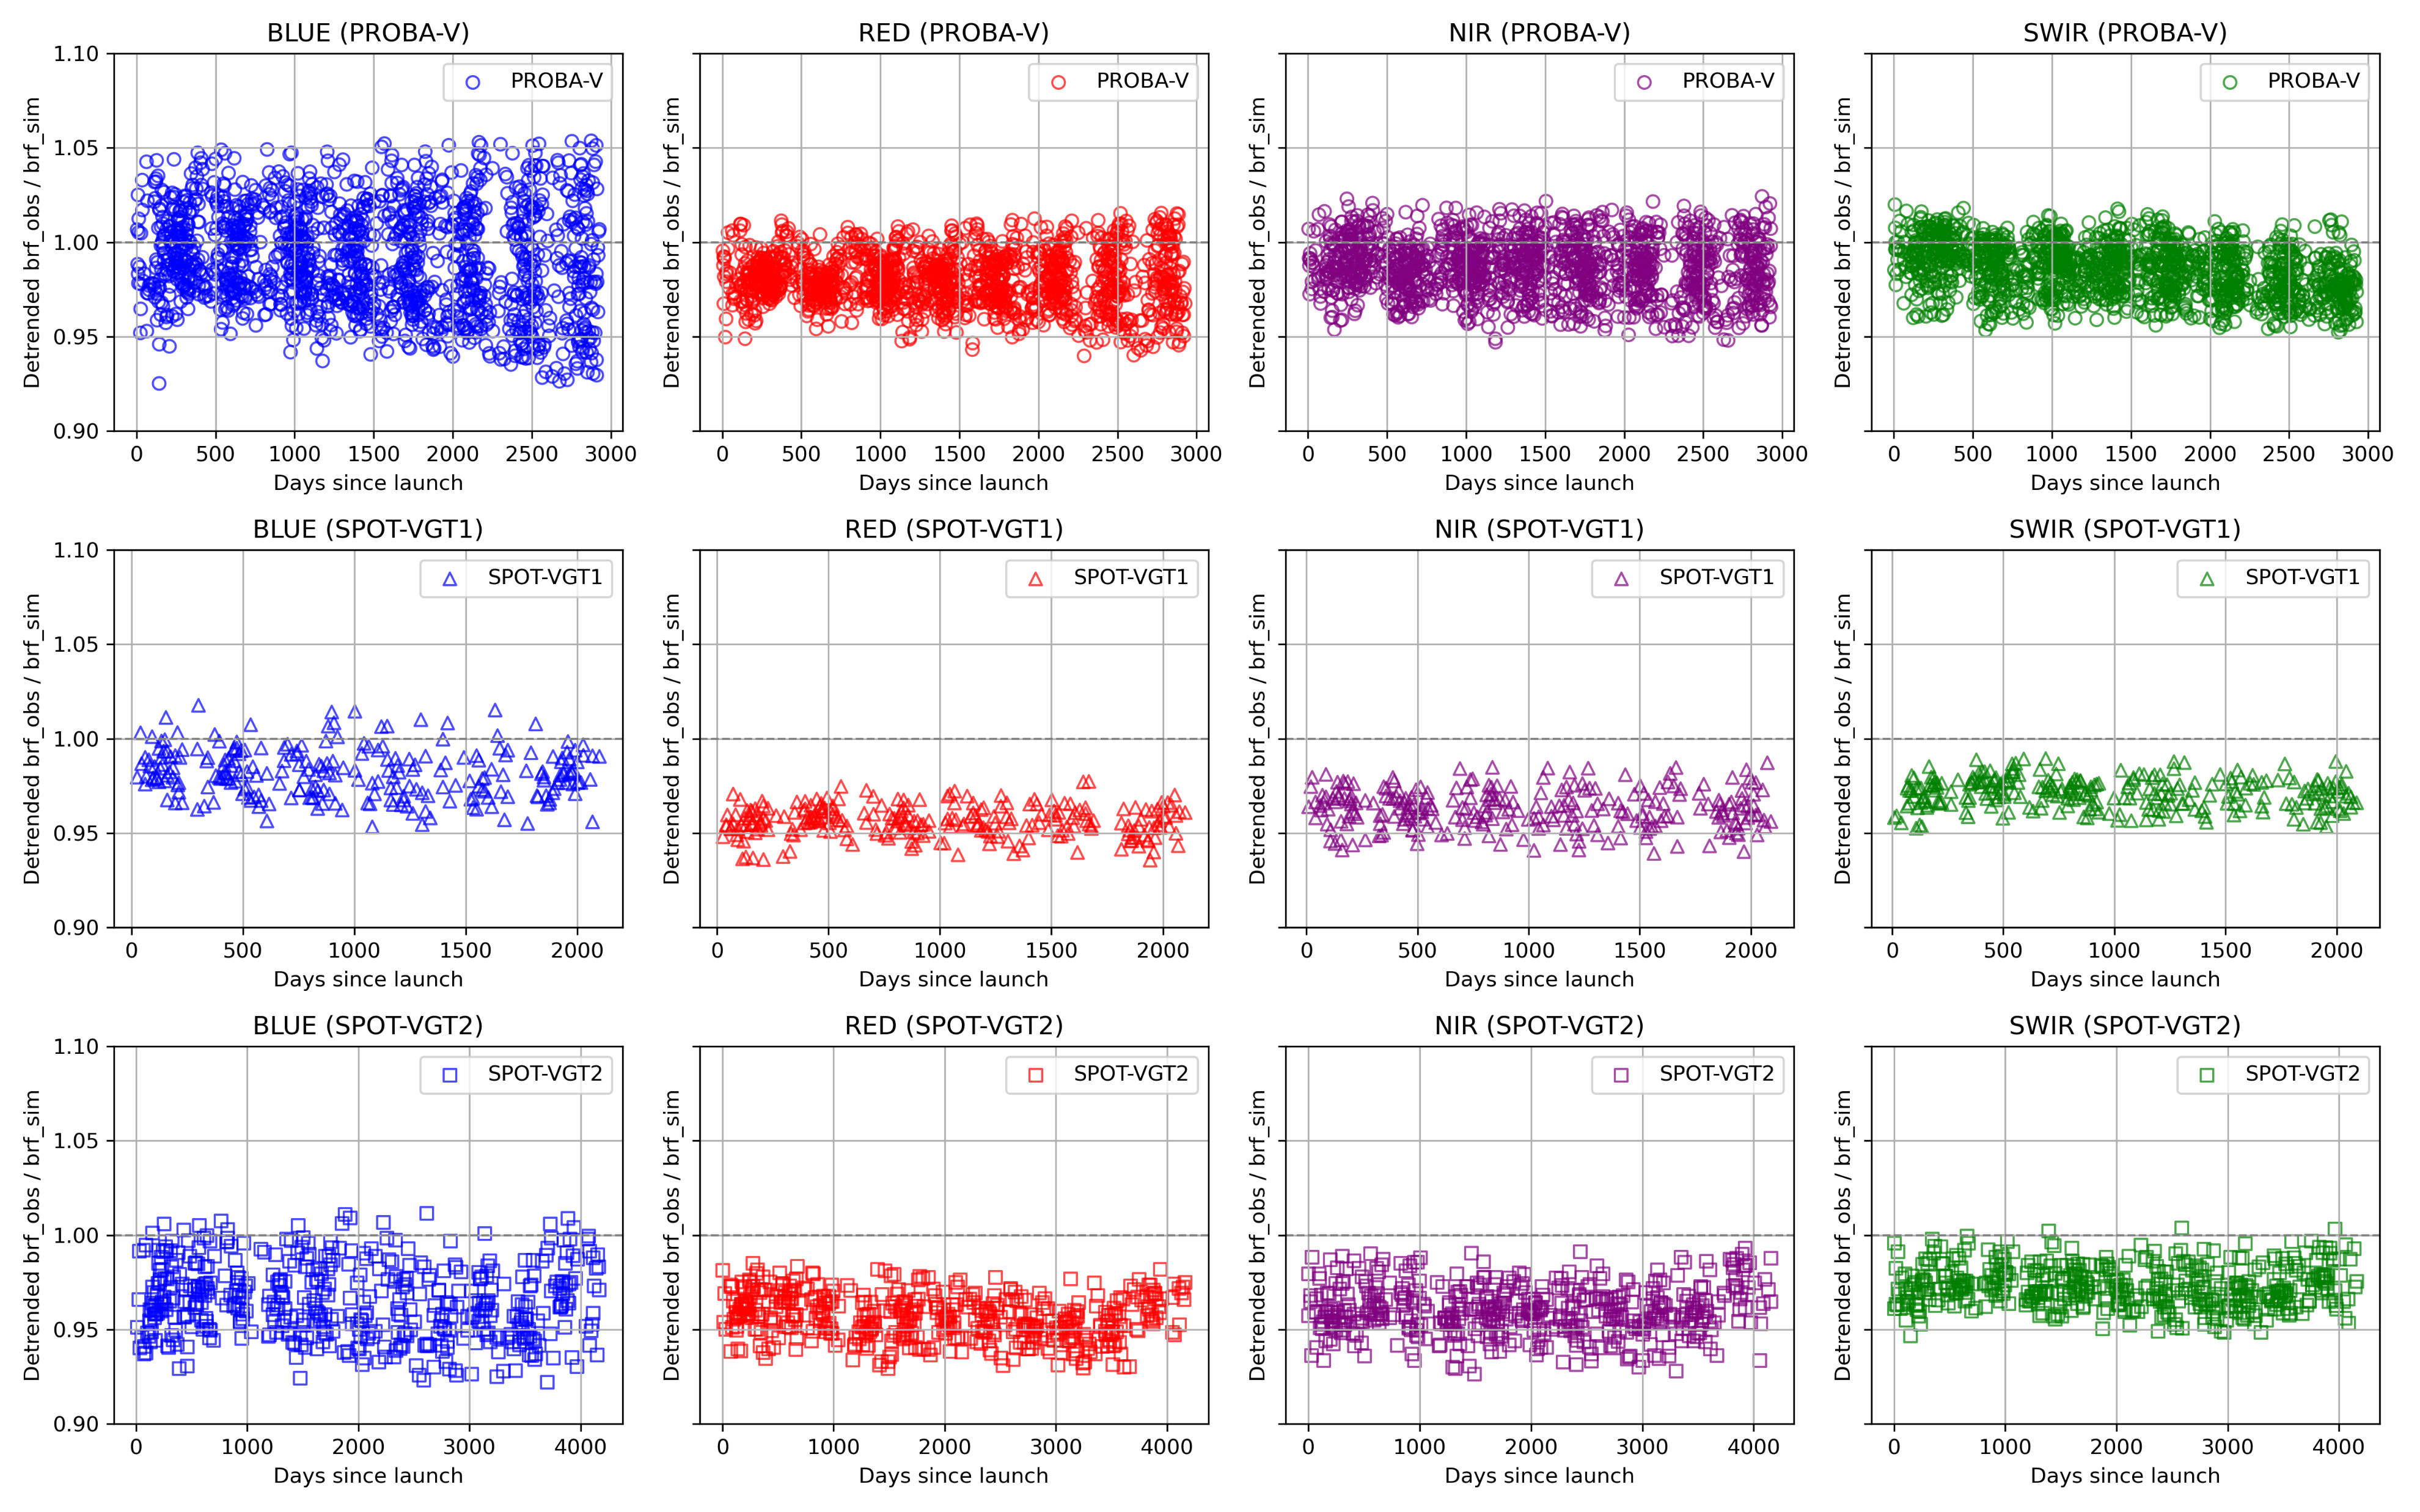 BLUE (PROBA-V)
RED (PROBA-V)
NIR (PROBA-V)
SWIR (PROBA-V)
Detrended brf_obs / brf_sim
1.10
1.05
1.00
0.95
0.90
PROBA-V
0 500 1000 1500 2000 2500 3000
Days since launch
Detrended brf_obs / brf_sim
PROBA-V
0 500 1000 1500 2000 2500 3000
Days since launch
Detrended brf_obs / brf_sim
PROBA-V
0 500 1000 1500 2000 2500 3000
Days since launch
Detrended brf_obs / brf_sim
PROBA-V
0 500 1000 1500 2000 2500 3000
Days since launch
BLUE (SPOT-VGT1)
RED (SPOT-VGT1)
NIR (SPOT-VGT1)
SWIR (SPOT-VGT1)
Detrended brf_obs / brf_sim
1.10
1.05
1.00
0.95
0.90
SPOT-VGT1
0 500 1000 1500 2000
Days since launch
Detrended brf_obs / brf_sim
SPOT-VGT1
0 500 1000 1500 2000
Days since launch
Detrended brf_obs / brf_sim
SPOT-VGT1
0 500 1000 1500 2000
Days since launch
Detrended brf_obs / brf_sim
SPOT-VGT1
0 500 1000 1500 2000
Days since launch
BLUE (SPOT-VGT2)
RED (SPOT-VGT2)
NIR (SPOT-VGT2)
SWIR (SPOT-VGT2)
Detrended brf_obs / brf_sim
1.10
1.05
1.00
0.95
0.90
SPOT-VGT2
0 1000 2000 3000 4000
Days since launch
Detrended brf_obs / brf_sim
SPOT-VGT2
0 1000 2000 3000 4000
Days since launch
Detrended brf_obs / brf_sim
SPOT-VGT2
0 1000 2000 3000 4000
Days since launch
Detrended brf_obs / brf_sim
SPOT-VGT2
0 1000 2000 3000 4000
Days since launch